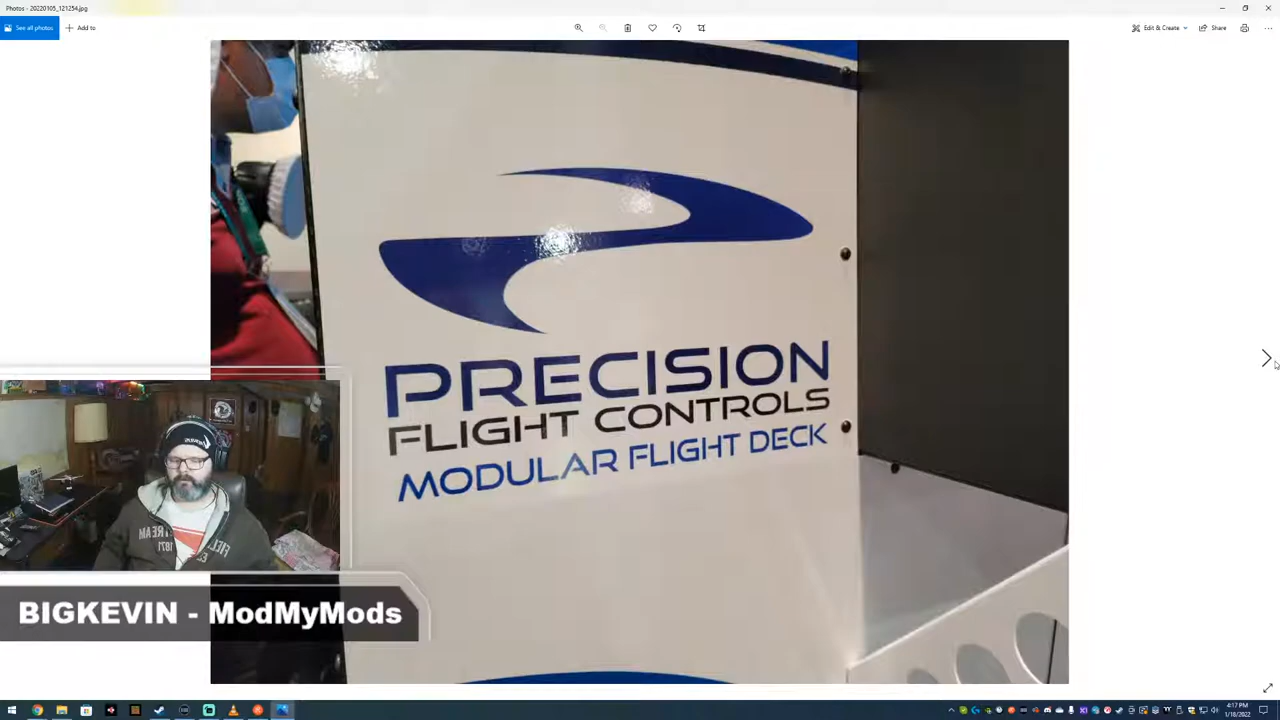 Photos - 20220105_121254.jpg
See all photos
Add to
Edit & Create
Share
PRECISION
FLIGHT CONTROLS
MODULAR FLIGHT DECK
BIGKEVIN - ModMyMods
4:17 PM
1/18/2022